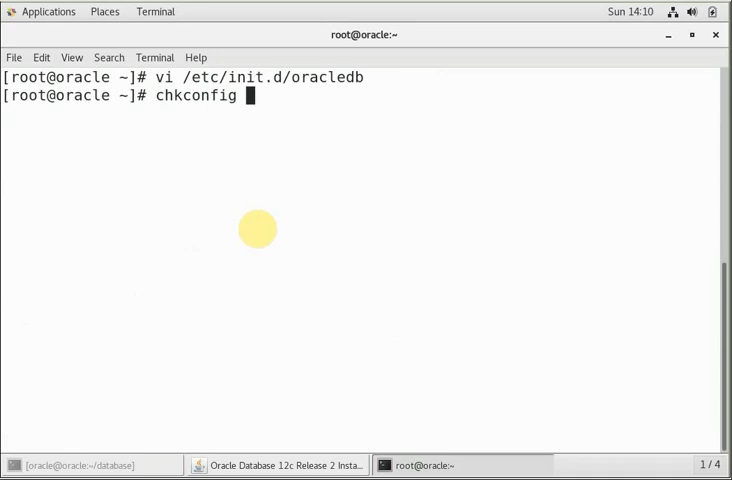 Applications Places Terminal Sun 14:10
root@oracle:~
File Edit View Search Terminal Help
[root@oracle ~]# vi /etc/init.d/oracledb
[root@oracle ~]# chkconfig
[oracle@oracle:~/database] Oracle Database 12c Release 2 Insta... root@oracle:~ 1 / 4